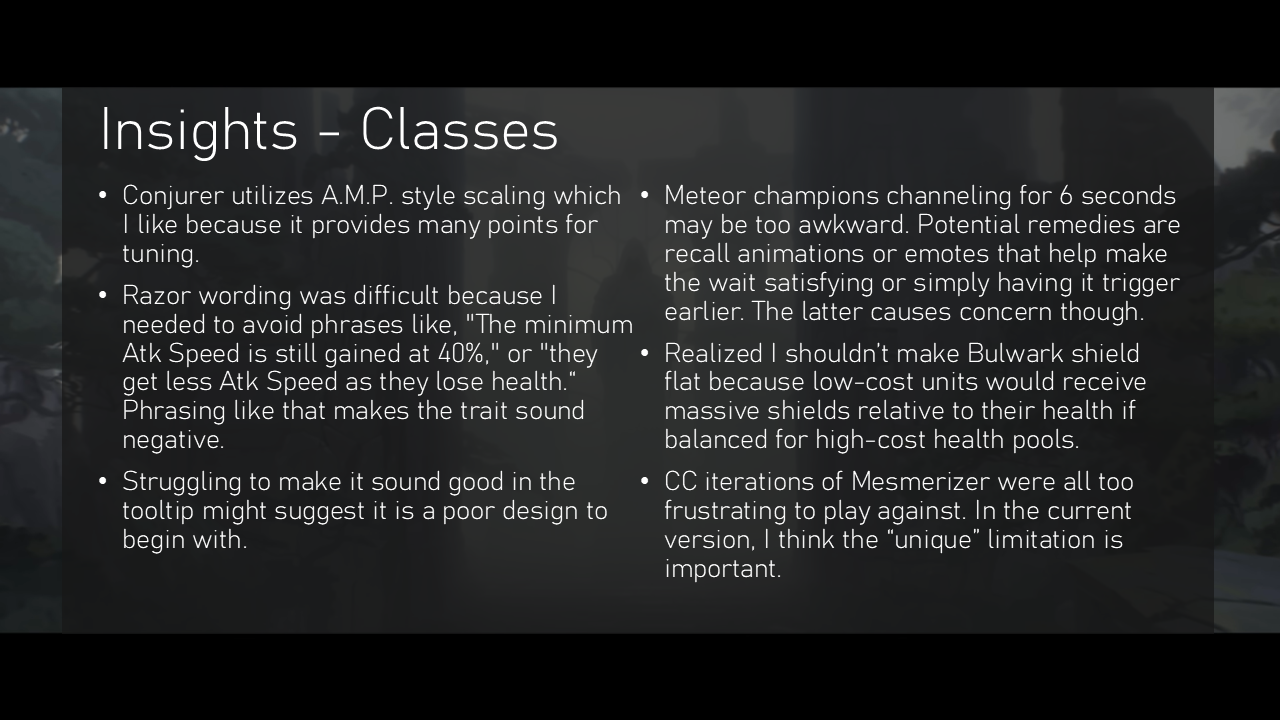 Insights - Classes
• Conjurer utilizes A.M.P. style scaling which
I like because it provides many points for
tuning.
• Razor wording was difficult because I
needed to avoid phrases like, "The minimum
Atk Speed is still gained at 40%," or "they
get less Atk Speed as they lose health.“
Phrasing like that makes the trait sound
negative.
• Struggling to make it sound good in the
tooltip might suggest it is a poor design to
begin with.
• Meteor champions channeling for 6 seconds
may be too awkward. Potential remedies are
recall animations or emotes that help make
the wait satisfying or simply having it trigger
earlier. The latter causes concern though.
• Realized I shouldn’t make Bulwark shield
flat because low-cost units would receive
massive shields relative to their health if
balanced for high-cost health pools.
• CC iterations of Mesmerizer were all too
frustrating to play against. In the current
version, I think the “unique” limitation is
important.